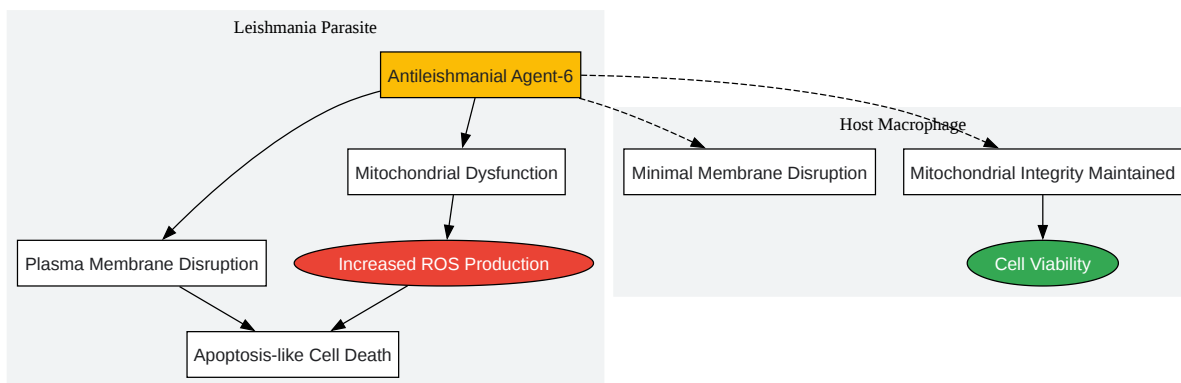 Leishmania Parasite
Antileishmanial Agent-6
Host Macrophage
Mitochondrial Dysfunction
Minimal Membrane Disruption
Mitochondrial Integrity Maintained
Plasma Membrane Disruption
Increased ROS Production
Cell Viability
Apoptosis-like Cell Death